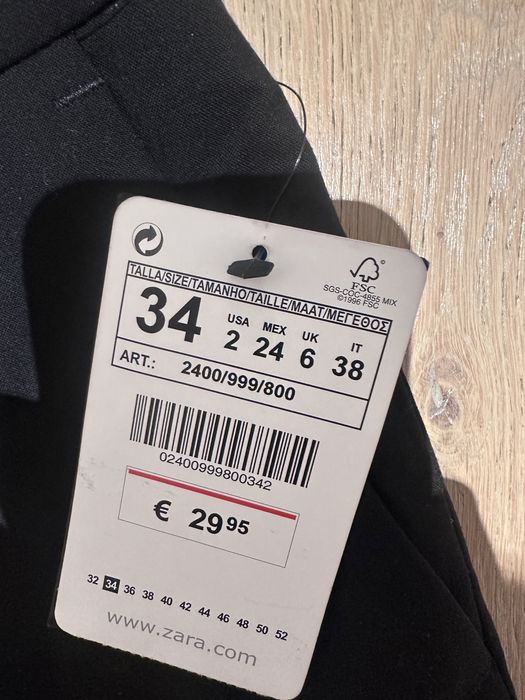 FSC
SGS-COC-4855 MIX
©1996 FSC
TALLA/SIZE/TAMANHO/TAILLE/MAAT/ΜΕΓΕΘΟΣ
34 USA MEX UK IT
2 24 6 38
ART.: 2400/999/800
02400999800342
€ 29 95
32 34 36 38 40 42 44 46 48 50 52
www.zara.com